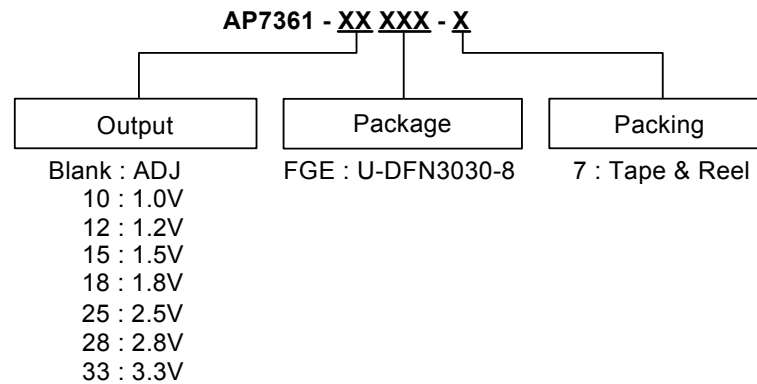 AP7361 - XX XXX - X
Output
Package
Packing
Blank : ADJ
10 : 1.0V
12 : 1.2V
15 : 1.5V
18 : 1.8V
25 : 2.5V
28 : 2.8V
33 : 3.3V
FGE : U-DFN3030-8
7 : Tape & Reel